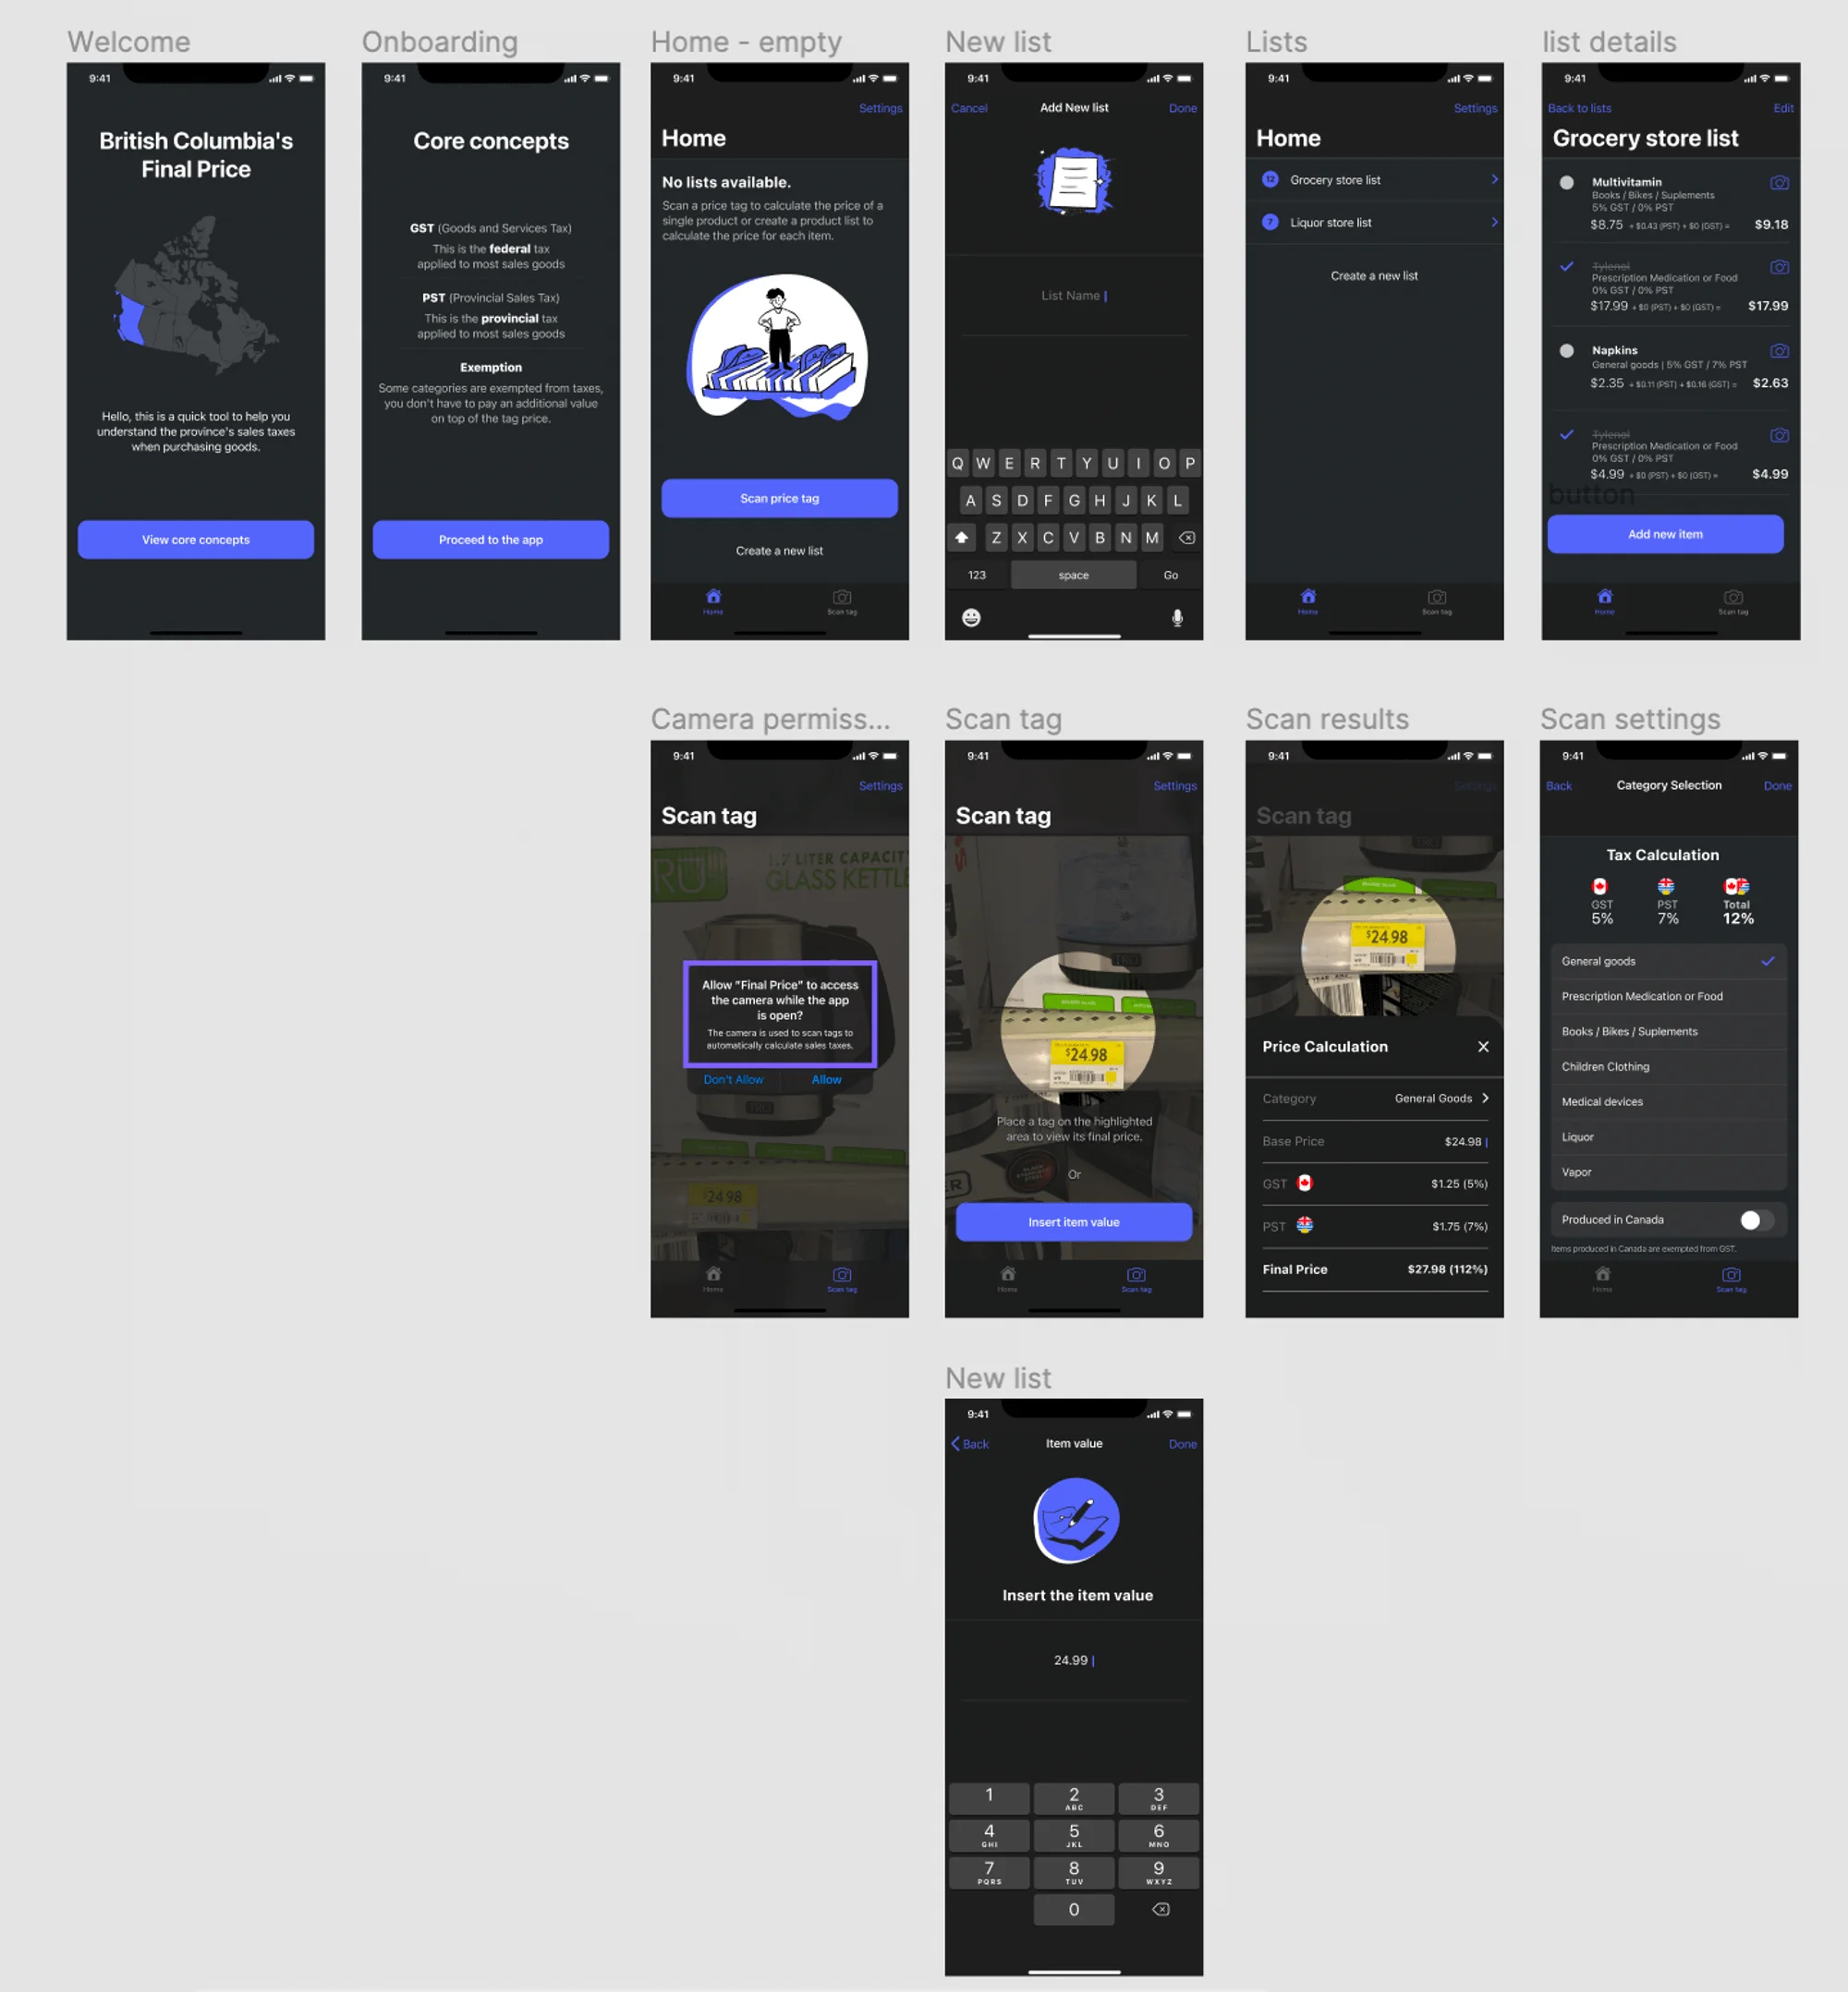 Welcome
9:41
British Columbia's
Final Price
Hello, this is a quick tool to help you
understand the province's sales taxes
when purchasing goods.
View core concepts
Onboarding
9:41
Core concepts
GST (Goods and Services Tax)
This is the federal tax
applied to most sales goods
PST (Provincial Sales Tax)
This is the provincial tax
applied to most sales goods
Exemption
Some categories are exempted from taxes,
you don't have to pay an additional value
on top of the tag price.
Proceed to the app
Home - empty
9:41
Settings
Home
No lists available.
Scan a price tag to calculate the price of a
single product or create a product list to
calculate the price for each item.
Scan price tag
Create a new list
Home
Scan tag
New list
9:41
Cancel
Add New list
Done
List Name
Q W E R T Y U I O P
A S D F G H J K L
Z X C V B N M
123
space
Go
Lists
9:41
Settings
Home
12 Grocery store list
7 Liquor store list
Create a new list
Home
Scan tag
list details
9:41
Back to lists
Edit
Grocery store list
Multivitamin
Books / Bikes / Suplements
5% GST / 0% PST
$8.75 + $0.43 (PST) + $0 (GST) = $9.18
Tylenol
Prescription Medication or Food
0% GST / 0% PST
$17.99 + $0 (PST) + $0 (GST) = $17.99
Napkins
General goods | 5% GST / 7% PST
$2.35 + $0.11 (PST) + $0.16 (GST) = $2.63
Tylenol
Prescription Medication or Food
0% GST / 0% PST
$4.99 + $0 (PST) + $0 (GST) = $4.99
button
Add new item
Home
Scan tag
Camera permiss...
9:41
Settings
Scan tag
RU
1.7 LITER CAPACITY
GLASS KETTL
Allow "Final Price" to access
the camera while the app
is open?
The camera is used to scan tags to
automatically calculate sales taxes.
Don't Allow
Allow
$24.98
Home
Scan tag
Scan tag
9:41
Settings
Scan tag
$24.98
Place a tag on the highlighted
area to view its final price.
Or
Insert item value
Home
Scan tag
Scan results
9:41
Settings
Scan tag
$24.98
Price Calculation
Category
General Goods
Base Price
$24.98
GST
$1.25 (5%)
PST
$1.75 (7%)
Final Price
$27.98 (112%)
Scan settings
9:41
Back
Category Selection
Done
Tax Calculation
GST
5%
PST
7%
Total
12%
General goods
Prescription Medication or Food
Books / Bikes / Suplements
Children Clothing
Medical devices
Liquor
Vapor
Produced in Canada
Items produced in Canada are exempted from GST.
Home
Scan tag
New list
9:41
Back
Item value
Done
Insert the item value
24.99
1
2
ABC
3
DEF
4
GHI
5
JKL
6
MNO
7
PQRS
8
TUV
9
WXYZ
0